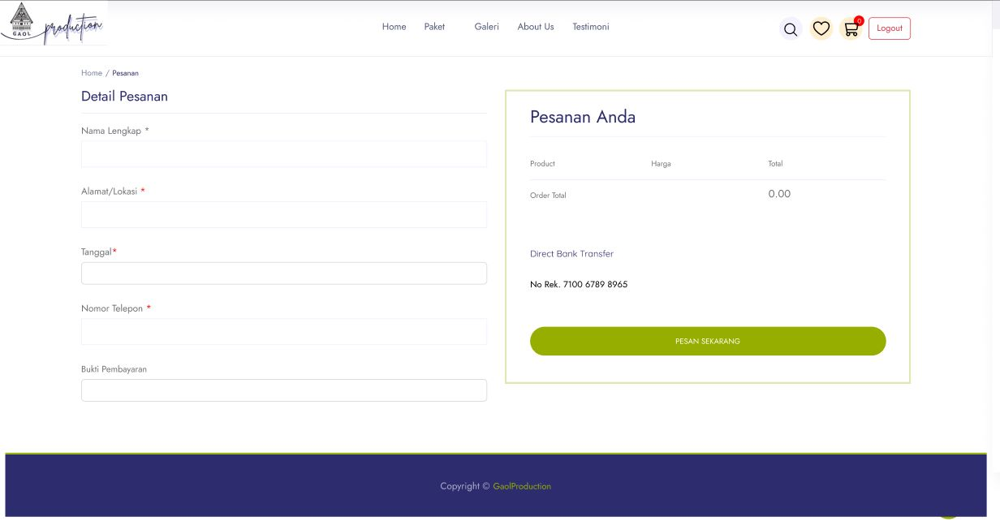 GAOL
production
Home Paket Galeri About Us Testimoni
0
Logout
Home / Pesanan
Detail Pesanan
Nama Lengkap *
Alamat/Lokasi *
Tanggal*
Nomor Telepon *
Bukti Pembayaran
Pesanan Anda
Product Harga Total
Order Total 0.00
Direct Bank Transfer
No Rek. 7100 6789 8965
PESAN SEKARANG
Copyright © GaolProduction